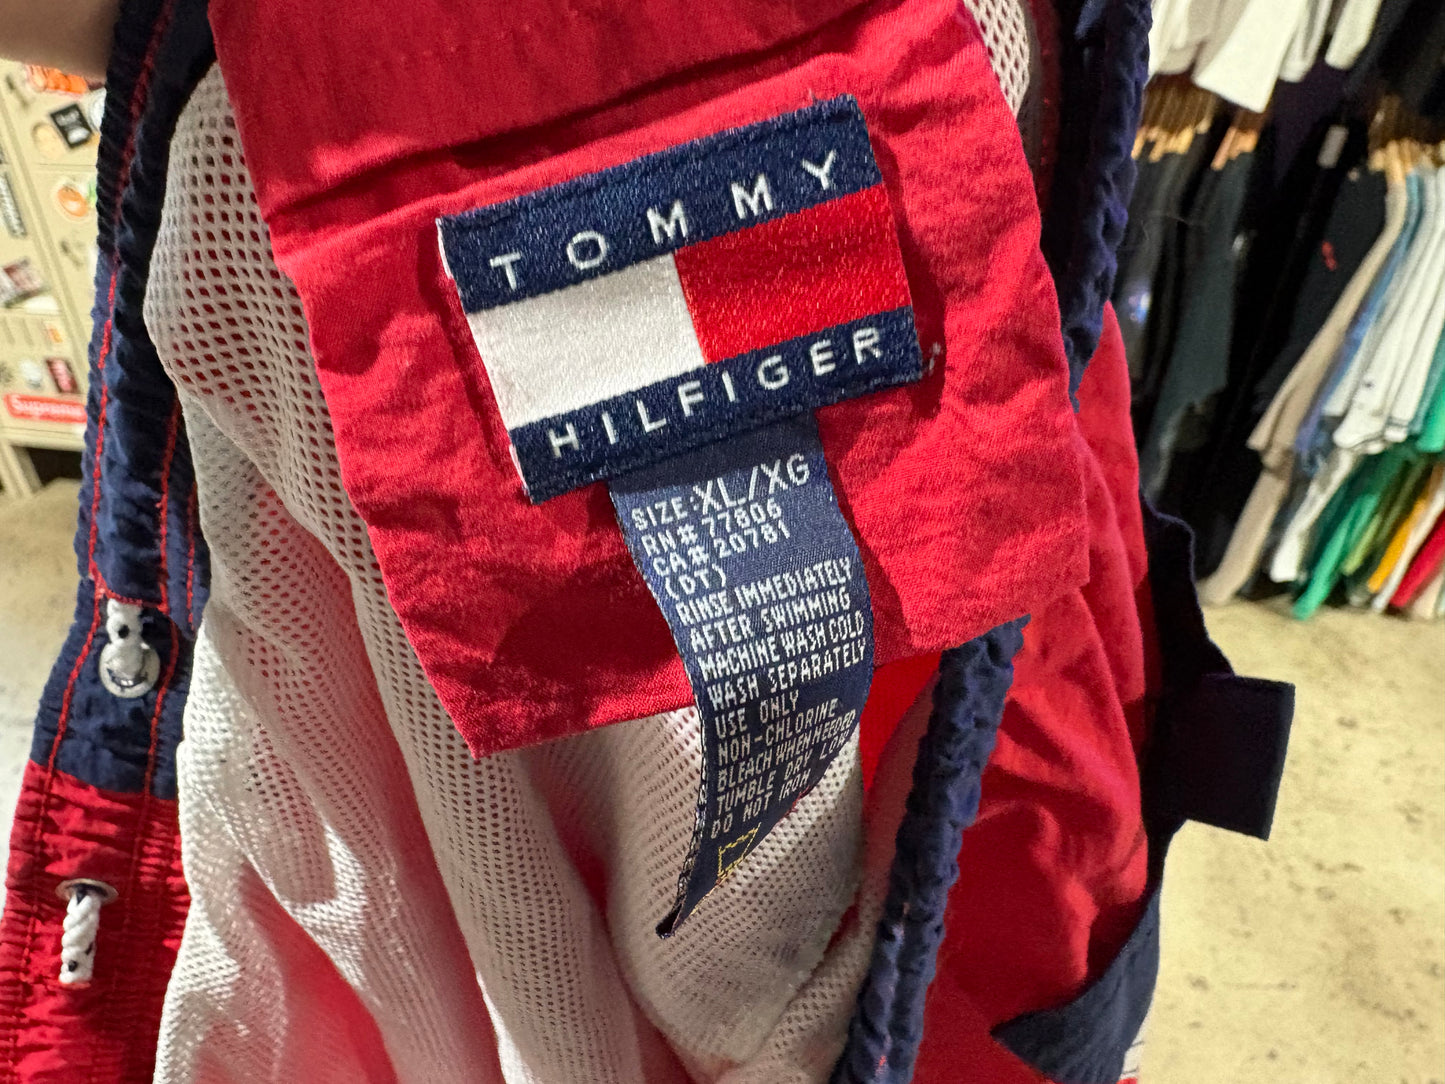 TOMMY
HILFIGER
SIZE: XL/XG
RN# 77806
CA# 20781
(DT)
RINSE IMMEDIATELY
AFTER SWIMMING
MACHINE WASH COLD
WASH SEPARATELY
USE ONLY
NON-CHLORINE
BLEACH WHEN NEEDED
TUMBLE DRY LOW
DO NOT IRON
Supreme